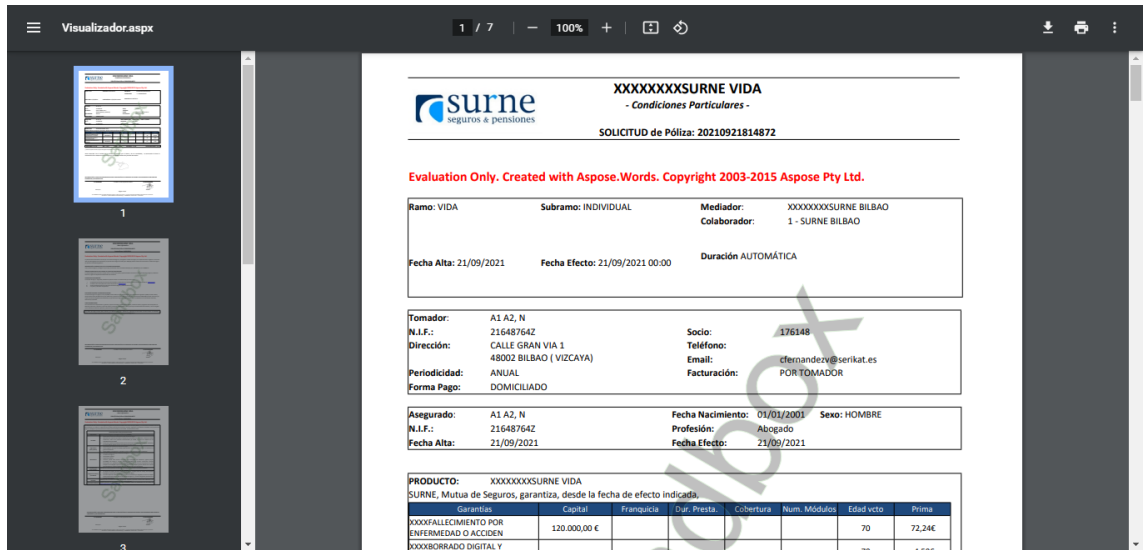 Visualizador.aspx
1 / 7
100%
1
2
3
surne
seguros & pensiones
XXXXXXXXSURNE VIDA
- Condiciones Particulares -
SOLICITUD de Póliza: 20210921814872
Evaluation Only. Created with Aspose.Words. Copyright 2003-2015 Aspose Pty Ltd.
Ramo: VIDA Subramo: INDIVIDUAL Mediador: XXXXXXXXSURNE BILBAO
Colaborador: 1 - SURNE BILBAO
Fecha Alta: 21/09/2021 Fecha Efecto: 21/09/2021 00:00 Duración AUTOMÁTICA
Tomador: A1 A2, N
N.I.F.: 21648764Z Socio: 176148
Dirección: CALLE GRAN VIA 1 Teléfono:
48002 BILBAO ( VIZCAYA) Email: cfernandezv@serikat.es
Periodicidad: ANUAL Facturación: POR TOMADOR
Forma Pago: DOMICILIADO
Asegurado: A1 A2, N Fecha Nacimiento: 01/01/2001 Sexo: HOMBRE
N.I.F.: 21648764Z Profesión: Abogado
Fecha Alta: 21/09/2021 Fecha Efecto: 21/09/2021
PRODUCTO: XXXXXXXXSURNE VIDA
SURNE, Mutua de Seguros, garantiza, desde la fecha de efecto indicada,
Garantías Capital Franquicia Dur. Presta. Cobertura Num. Módulos Edad vcto Prima
XXXXFALLECIMIENTO POR
ENFERMEDAD O ACCIDEN 120.000,00 € 70 72,24€
XXXXBORRADO DIGITAL Y
Sandbox
Sandbox
Sandbox
dbox